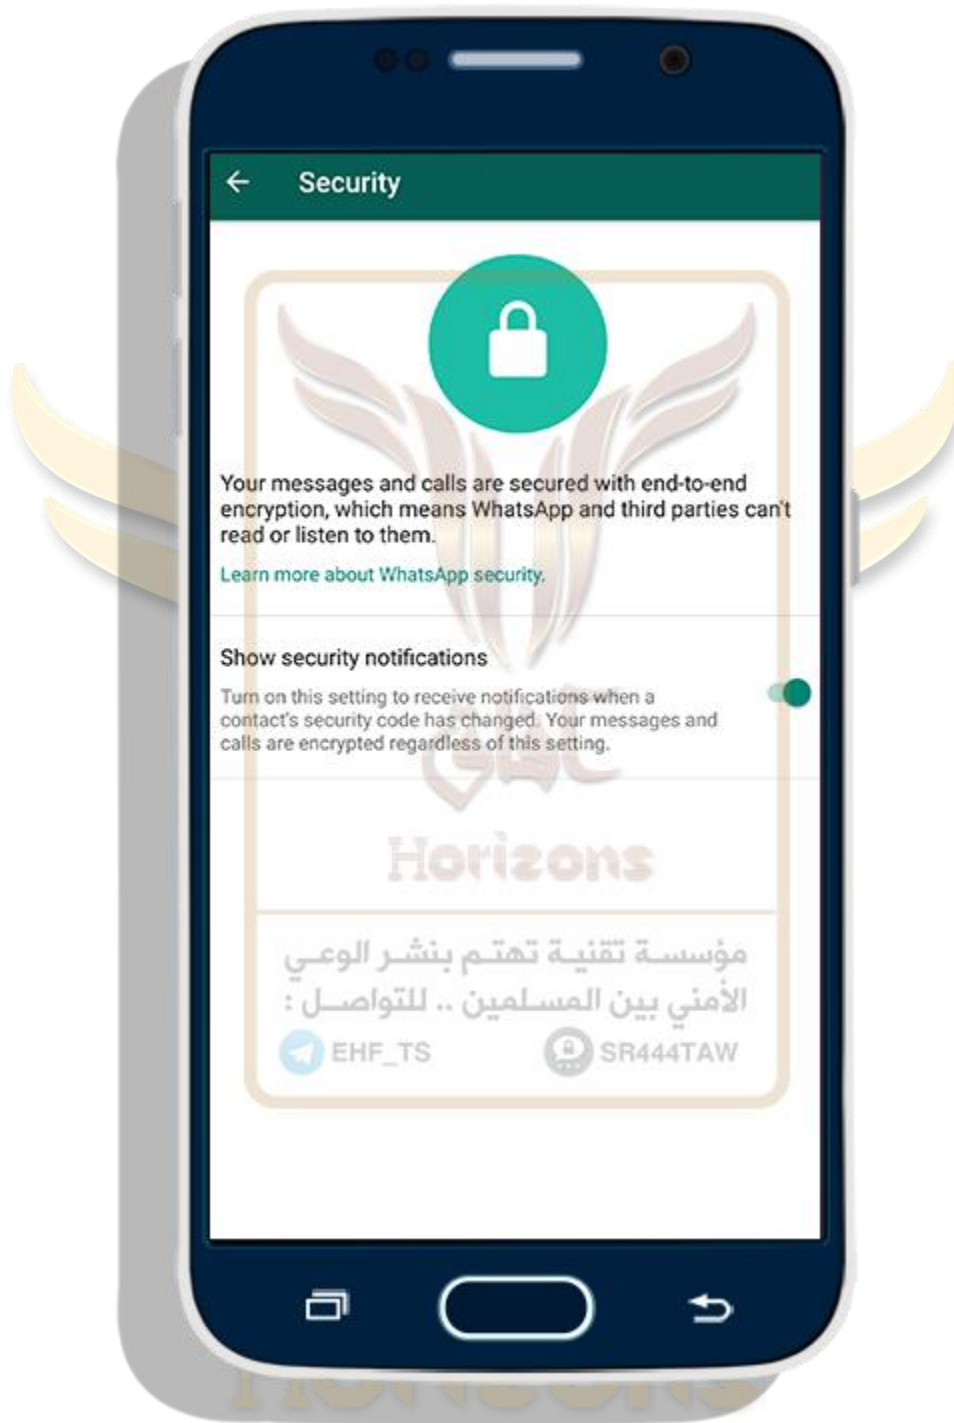 Security
Your messages and calls are secured with end-to-end
encryption, which means WhatsApp and third parties can't
read or listen to them.
Learn more about WhatsApp security.
Show security notifications
Turn on this setting to receive notifications when a
contact's security code has changed. Your messages and
calls are encrypted regardless of this setting.
آفاق
Horizons
مؤسسة تقنية تهتم بنشر الوعي
الأمني بين المسلمين .. للتواصل :
EHF_TS SR444TAW
Horizons